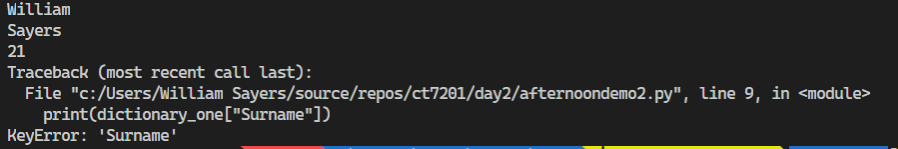 William
Sayers
21
Traceback (most recent call last):
  File "c:/Users/William Sayers/source/repos/ct7201/day2/afternoondemo2.py", line 9, in <module>
    print(dictionary_one["Surname"])
KeyError: 'Surname'